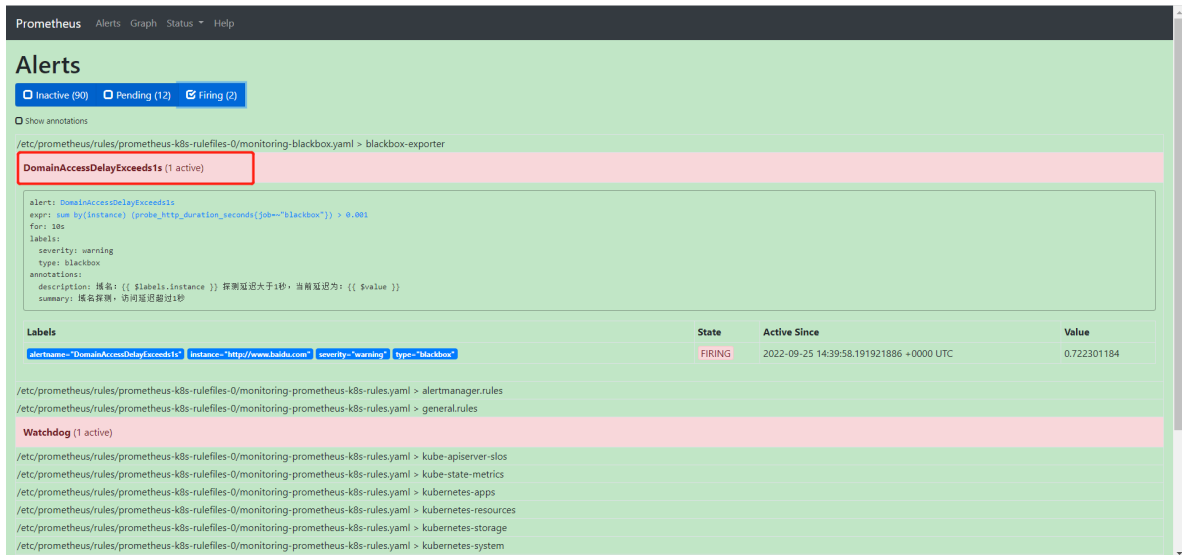 Prometheus Alerts Graph Status Help
Alerts
Inactive (90) Pending (12) Firing (2)
Show annotations
/etc/prometheus/rules/prometheus-k8s-rulefiles-0/monitoring-blackbox.yaml > blackbox-exporter
DomainAccessDelayExceeds1s (1 active)
alert: DomainAccessDelayExceeds1s
expr: sum by(instance) (probe_http_duration_seconds{job=~"blackbox"}) > 0.001
for: 10s
labels:
severity: warning
type: blackbox
annotations:
description: 域名: {{ $labels.instance }} 探测延迟大于1秒, 当前延迟为: {{ $value }}
summary: 域名探测, 访问延迟超过1秒
Labels State Active Since Value
alertname="DomainAccessDelayExceeds1s" instance="http://www.baidu.com" severity="warning" type="blackbox" FIRING 2022-09-25 14:39:58.191921886 +0000 UTC 0.722301184
/etc/prometheus/rules/prometheus-k8s-rulefiles-0/monitoring-prometheus-k8s-rules.yaml > alertmanager.rules
/etc/prometheus/rules/prometheus-k8s-rulefiles-0/monitoring-prometheus-k8s-rules.yaml > general.rules
Watchdog (1 active)
/etc/prometheus/rules/prometheus-k8s-rulefiles-0/monitoring-prometheus-k8s-rules.yaml > kube-apiserver-slos
/etc/prometheus/rules/prometheus-k8s-rulefiles-0/monitoring-prometheus-k8s-rules.yaml > kube-state-metrics
/etc/prometheus/rules/prometheus-k8s-rulefiles-0/monitoring-prometheus-k8s-rules.yaml > kubernetes-apps
/etc/prometheus/rules/prometheus-k8s-rulefiles-0/monitoring-prometheus-k8s-rules.yaml > kubernetes-resources
/etc/prometheus/rules/prometheus-k8s-rulefiles-0/monitoring-prometheus-k8s-rules.yaml > kubernetes-storage
/etc/prometheus/rules/prometheus-k8s-rulefiles-0/monitoring-prometheus-k8s-rules.yaml > kubernetes-system